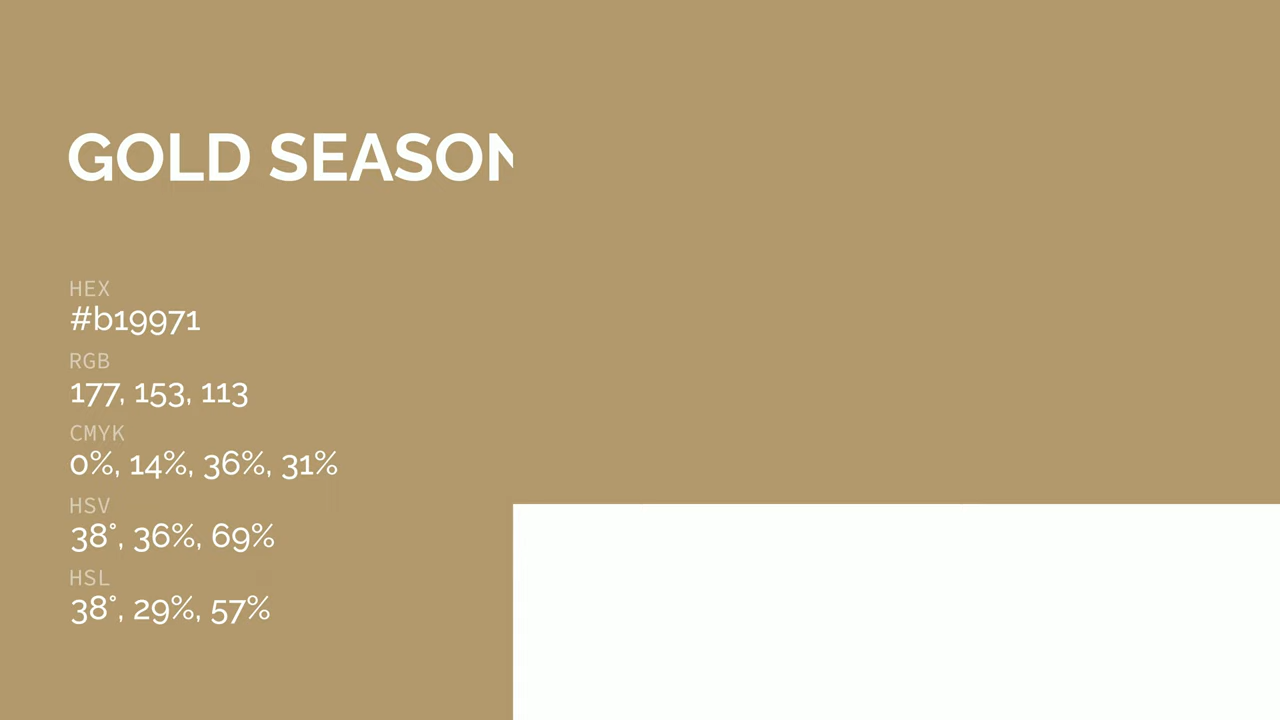 GOLD SEASON
HEX
#b19971
RGB
177, 153, 113
CMYK
0%, 14%, 36%, 31%
HSV
38°, 36%, 69%
HSL
38°, 29%, 57%